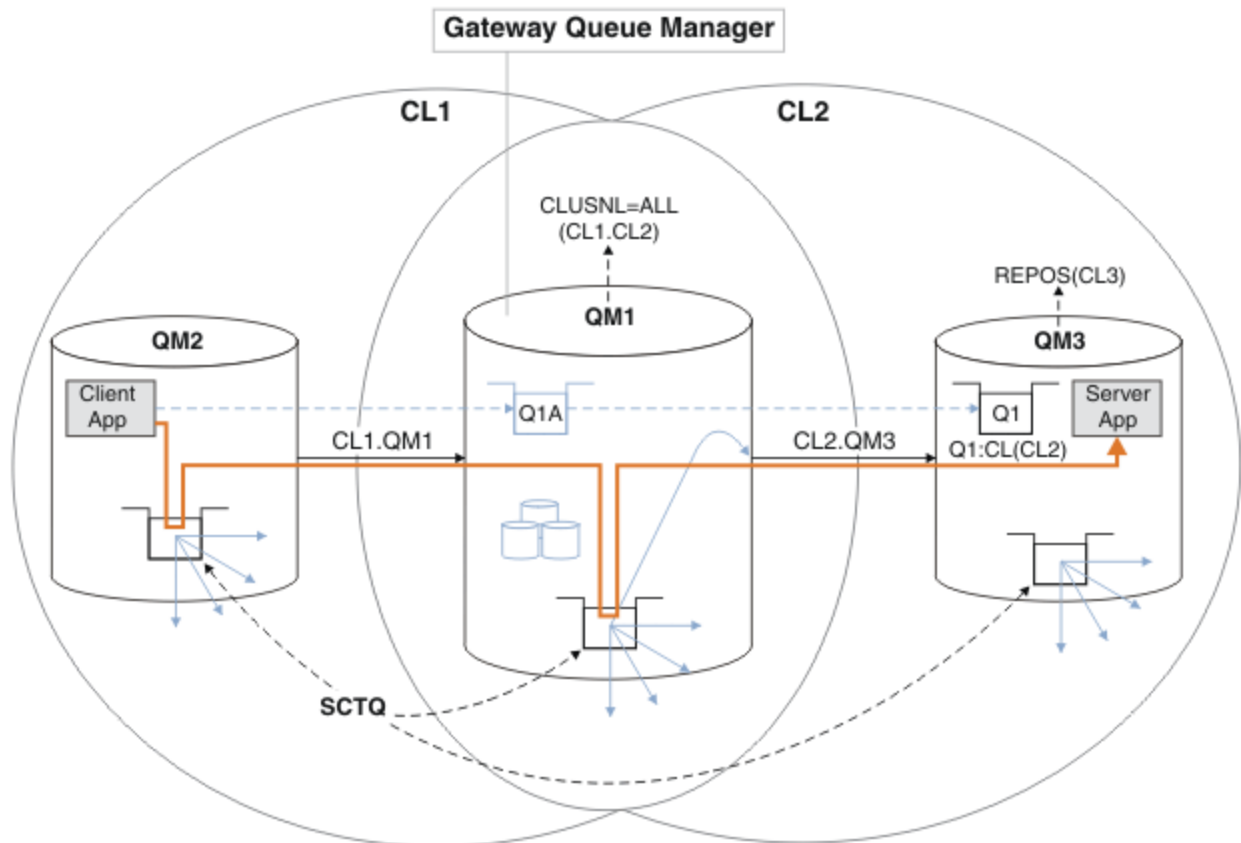 Gateway Queue Manager
CL1
CL2
CLUSNL=ALL
(CL1.CL2)
REPOS(CL3)
QM2
QM1
QM3
Client
App
Q1A
Q1
Server
App
CL1.QM1
CL2.QM3
Q1:CL(CL2)
SCTQ